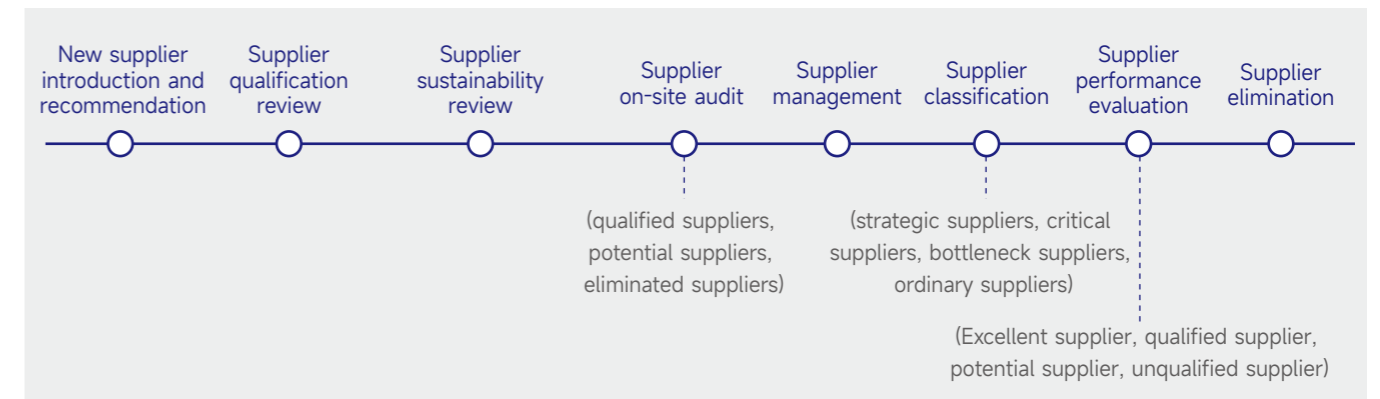 New supplier
introduction and
recommendation
Supplier
qualification
review
Supplier
sustainability
review
Supplier
on-site audit
Supplier
management
Supplier
classification
Supplier
performance
evaluation
Supplier
elimination
(qualified suppliers,
potential suppliers,
eliminated suppliers)
(strategic suppliers, critical
suppliers, bottleneck suppliers,
ordinary suppliers)
(Excellent supplier, qualified supplier,
potential supplier, unqualified supplier)